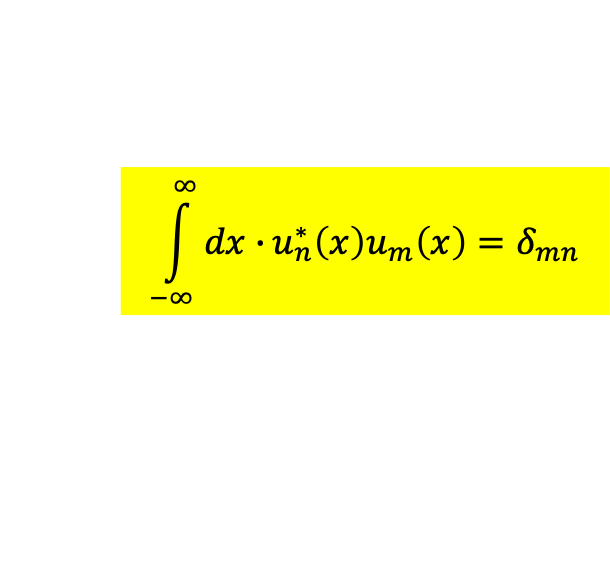 ∫_{-∞}^{∞} dx · u_n^*(x)u_m(x) = δ_{mn}